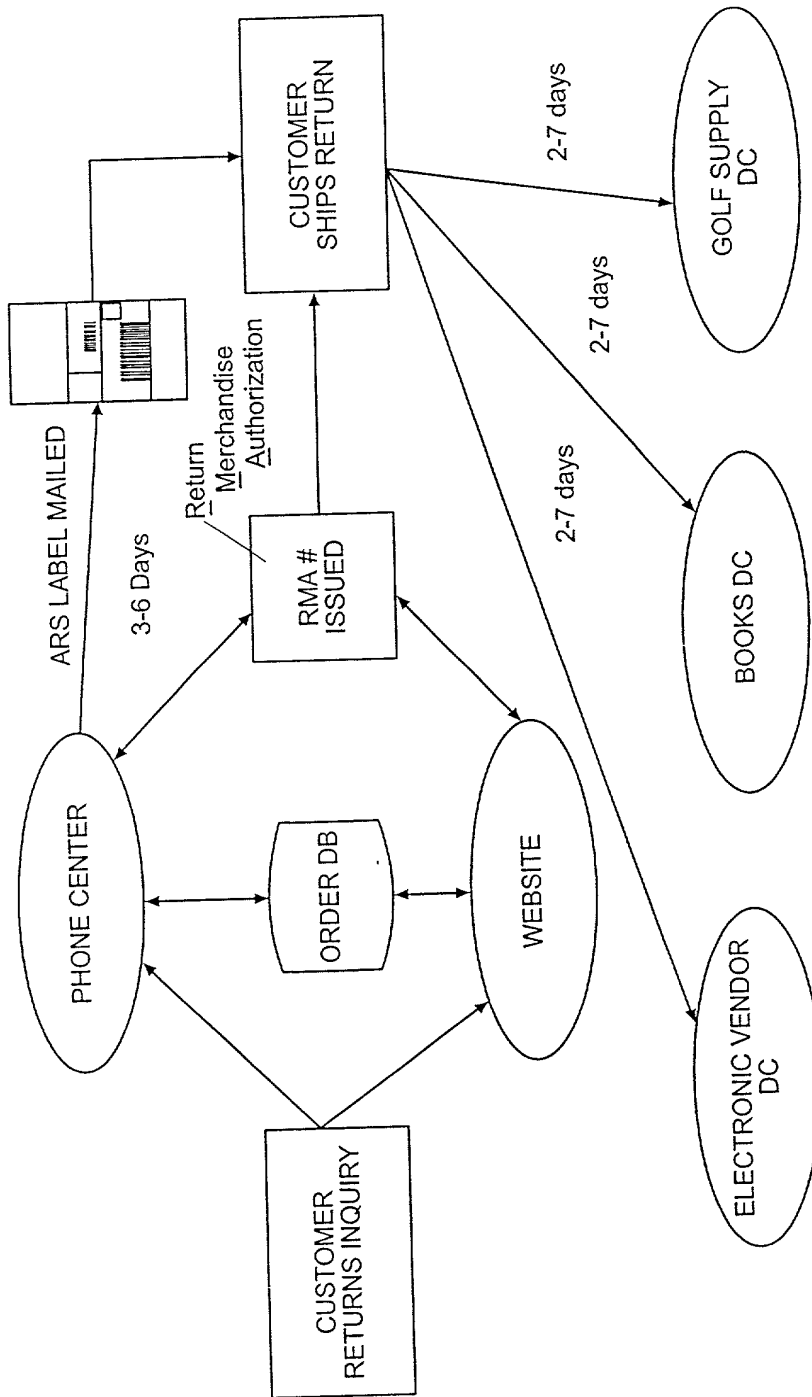 CUSTOMER
RETURNS INQUIRY
PHONE CENTER
ORDER DB
WEBSITE
ARS LABEL MAILED
3-6 Days
Return
Merchandise
Authorization
RMA #
ISSUED
CUSTOMER
SHIPS RETURN
2-7 days
2-7 days
2-7 days
ELECTRONIC VENDOR
DC
BOOKS DC
GOLF SUPPLY
DC